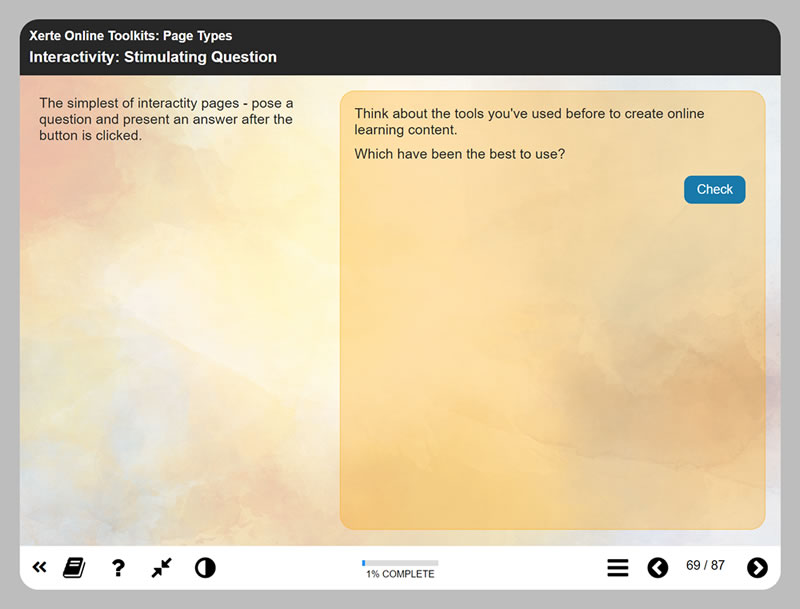 Xerte Online Toolkits: Page Types
Interactivity: Stimulating Question
The simplest of interactity pages - pose a
question and present an answer after the
button is clicked.
Think about the tools you've used before to create online
learning content.
Which have been the best to use?
Check
?
1% COMPLETE
69 / 87